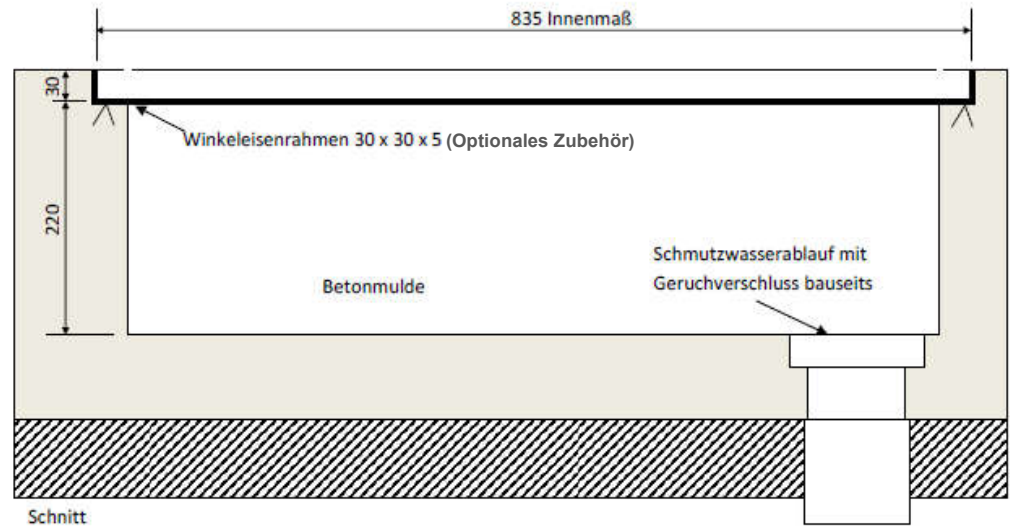 835 Innenmaß
30
Winkeleisenrahmen 30 x 30 x 5 (Optionales Zubehör)
220
Schmutzwasserablauf mit
Geruchverschluss bauseits
Betonmulde
Schnitt